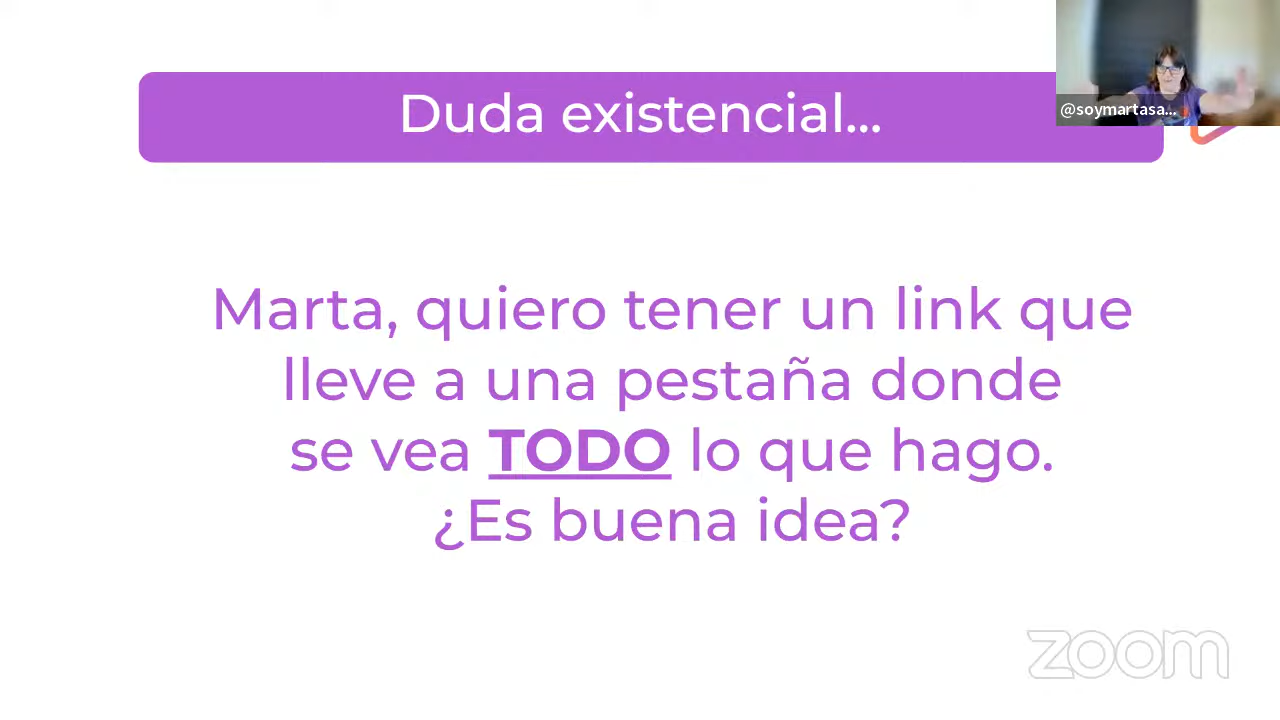 Duda existencial...
@soymartasa...
Marta, quiero tener un link que
lleve a una pestaña donde
se vea TODO lo que hago.
¿Es buena idea?
zoom